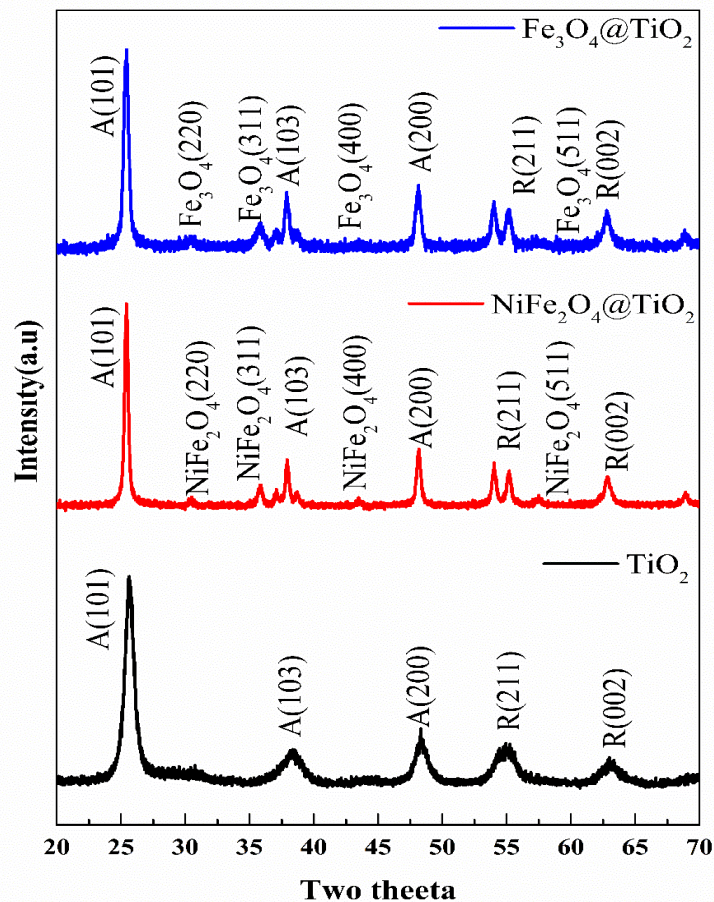 Fe₃O₄@TiO₂
A(101)
Fe₃O₄(220)
Fe₃O₄(311)
A(103)
Fe₃O₄(400)
A(200)
R(211)
Fe₃O₄(511)
R(002)
NiFe₂O₄@TiO₂
A(101)
NiFe₂O₄(220)
NiFe₂O₄(311)
A(103)
NiFe₂O₄(400)
A(200)
R(211)
NiFe₂O₄(511)
R(002)
TiO₂
A(101)
A(103)
A(200)
R(211)
R(002)
Intensity(a.u)
20 25 30 35 40 45 50 55 60 65 70
Two theeta